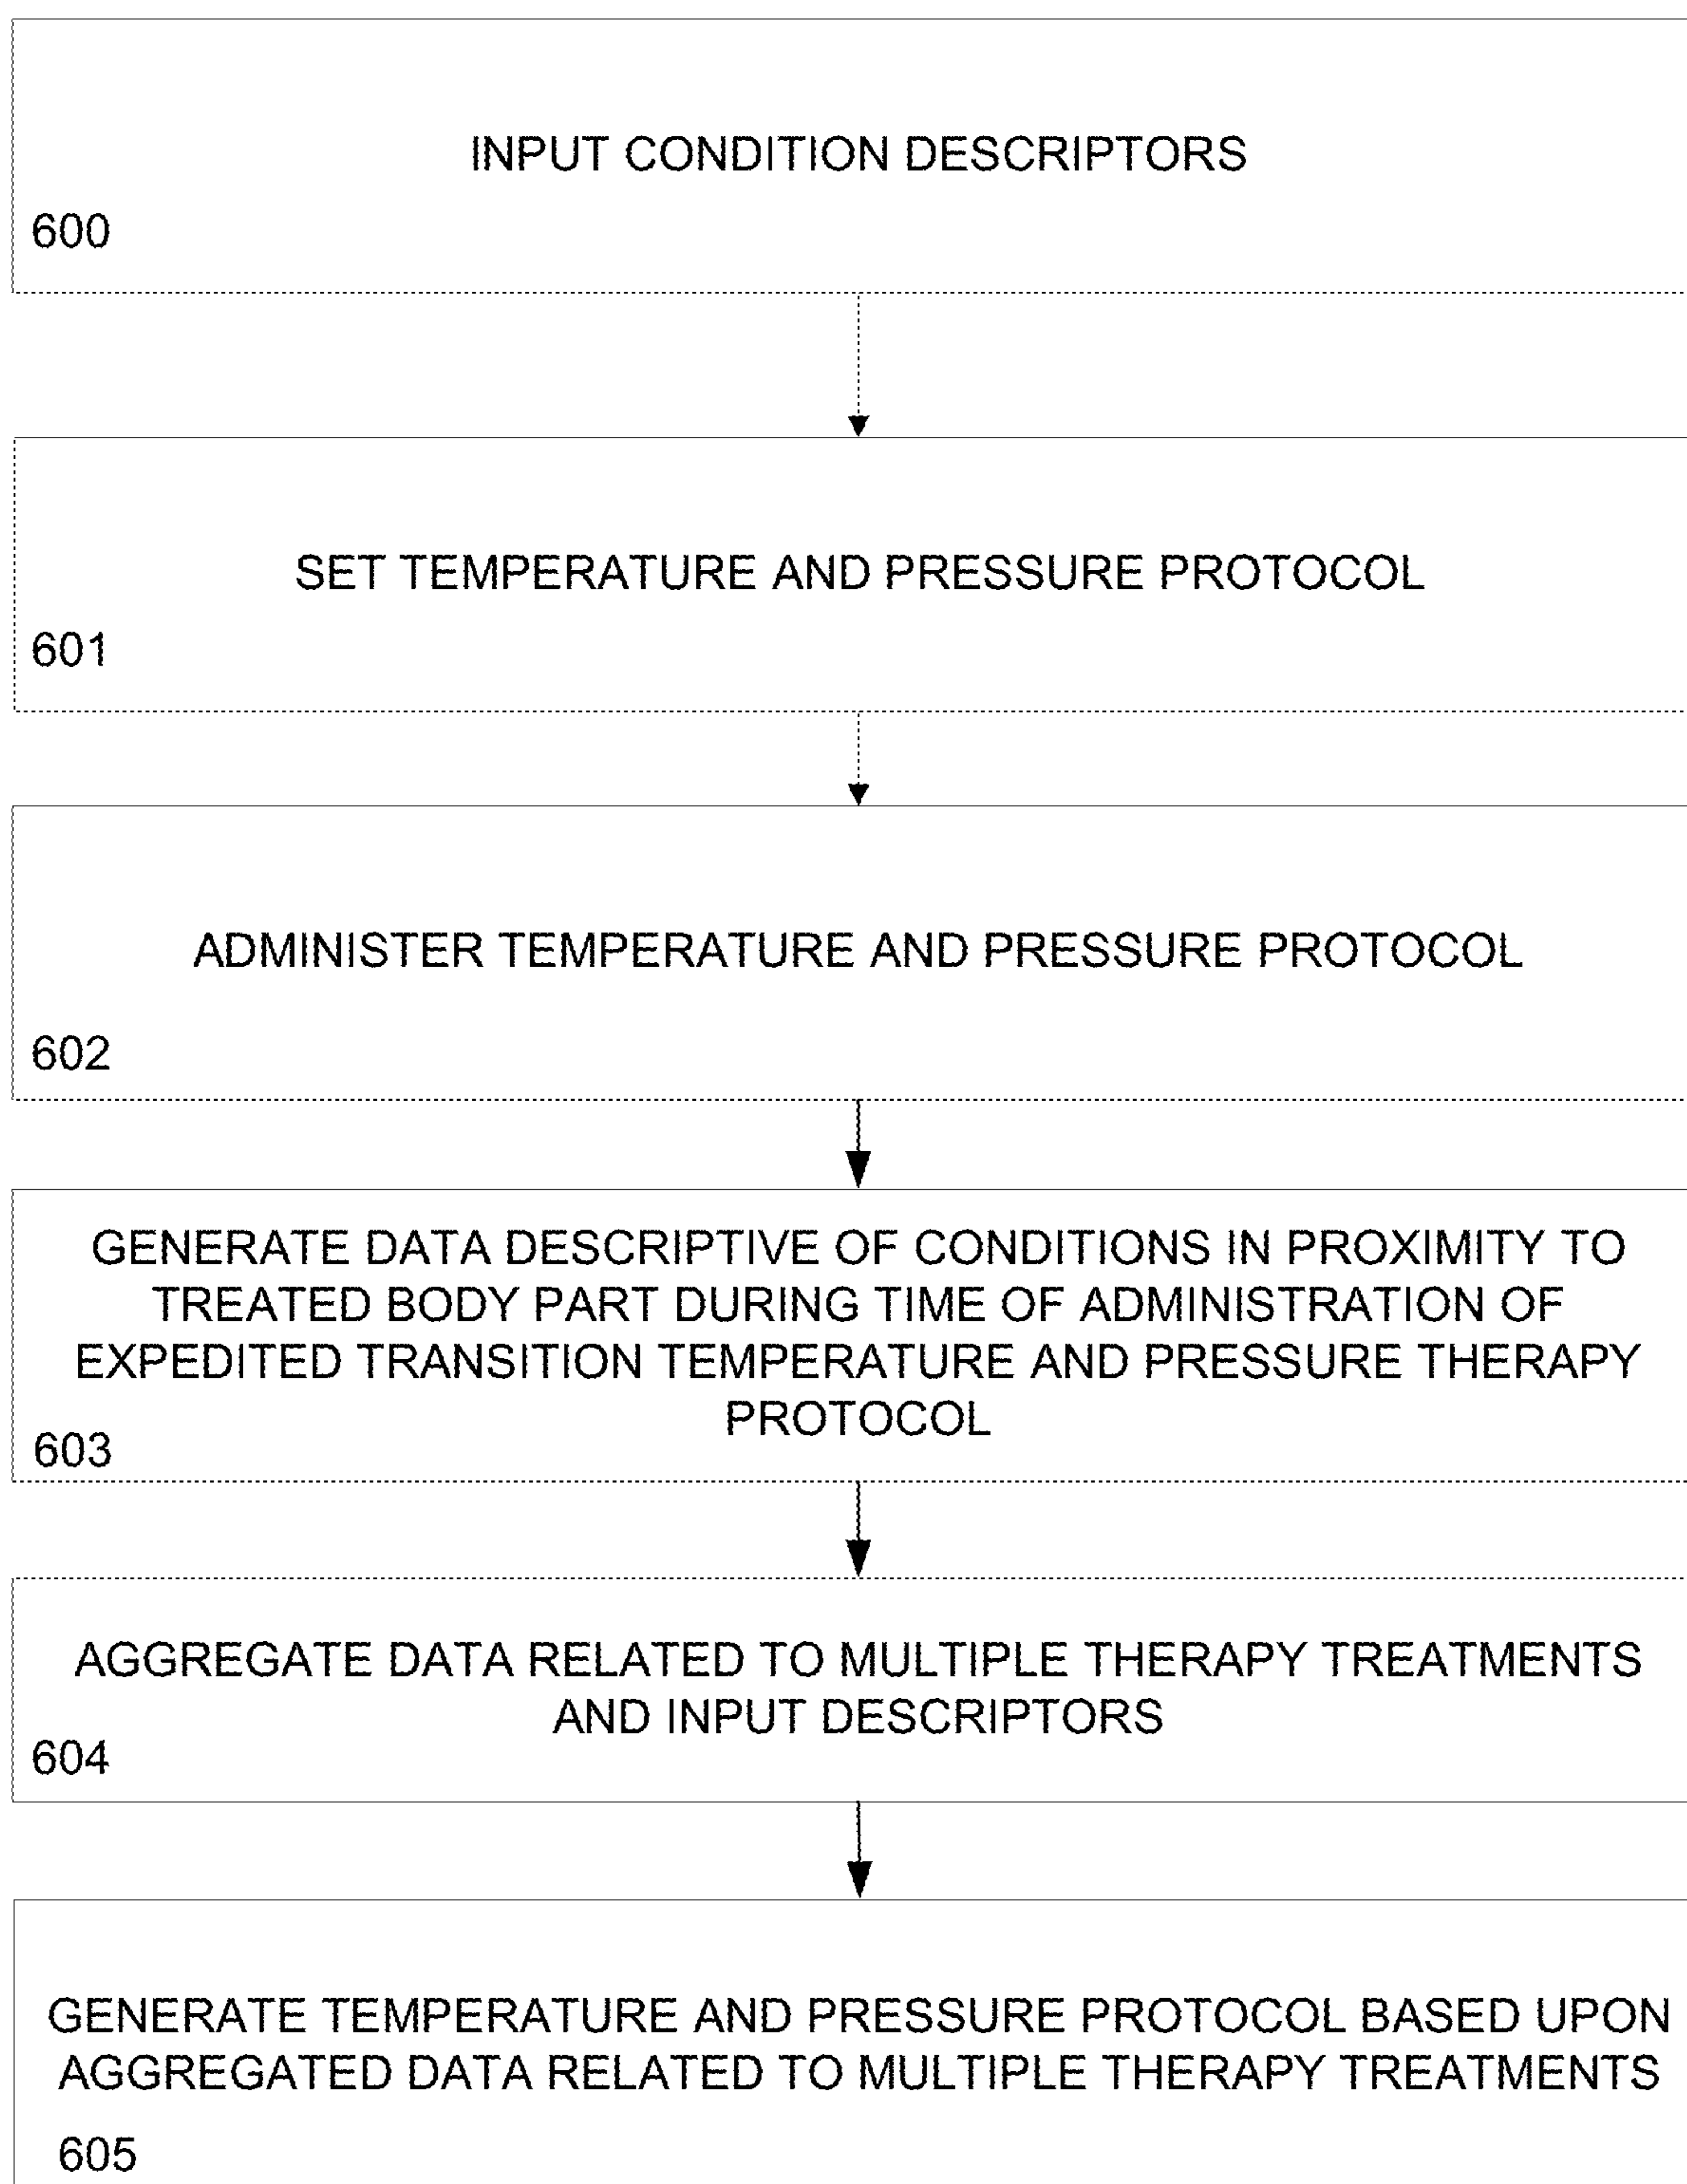 INPUT CONDITION DESCRIPTORS
600
SET TEMPERATURE AND PRESSURE PROTOCOL
601
ADMINISTER TEMPERATURE AND PRESSURE PROTOCOL
602
GENERATE DATA DESCRIPTIVE OF CONDITIONS IN PROXIMITY TO
TREATED BODY PART DURING TIME OF ADMINISTRATION OF
EXPEDITED TRANSITION TEMPERATURE AND PRESSURE THERAPY
PROTOCOL
603
AGGREGATE DATA RELATED TO MULTIPLE THERAPY TREATMENTS
AND INPUT DESCRIPTORS
604
GENERATE TEMPERATURE AND PRESSURE PROTOCOL BASED UPON
AGGREGATED DATA RELATED TO MULTIPLE THERAPY TREATMENTS
605